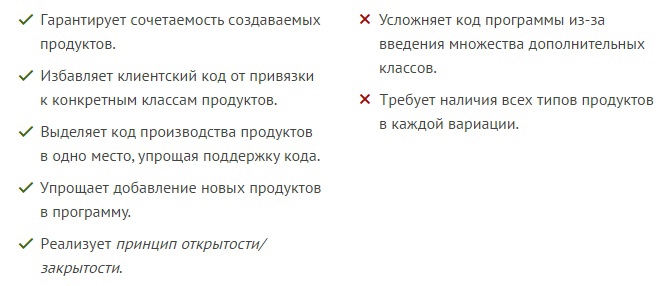 Гарантирует сочетаемость создаваемых
продуктов.
Избавляет клиентский код от привязки
к конкретным классам продуктов.
Выделяет код производства продуктов
в одно место, упрощая поддержку кода.
Упрощает добавление новых продуктов
в программу.
Реализует принцип открытости/
закрытости.
Усложняет код программы из-за
введения множества дополнительных
классов.
Требует наличия всех типов продуктов
в каждой вариации.